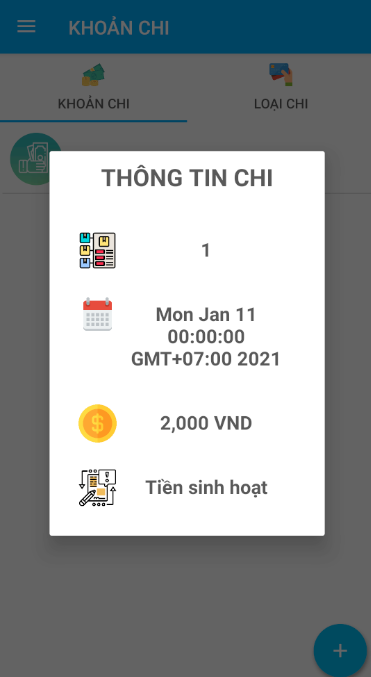 KHOẢN CHI
KHOẢN CHI
LOẠI CHI
THÔNG TIN CHI
1
Mon Jan 11
00:00:00
GMT+07:00 2021
2,000 VND
Tiền sinh hoạt